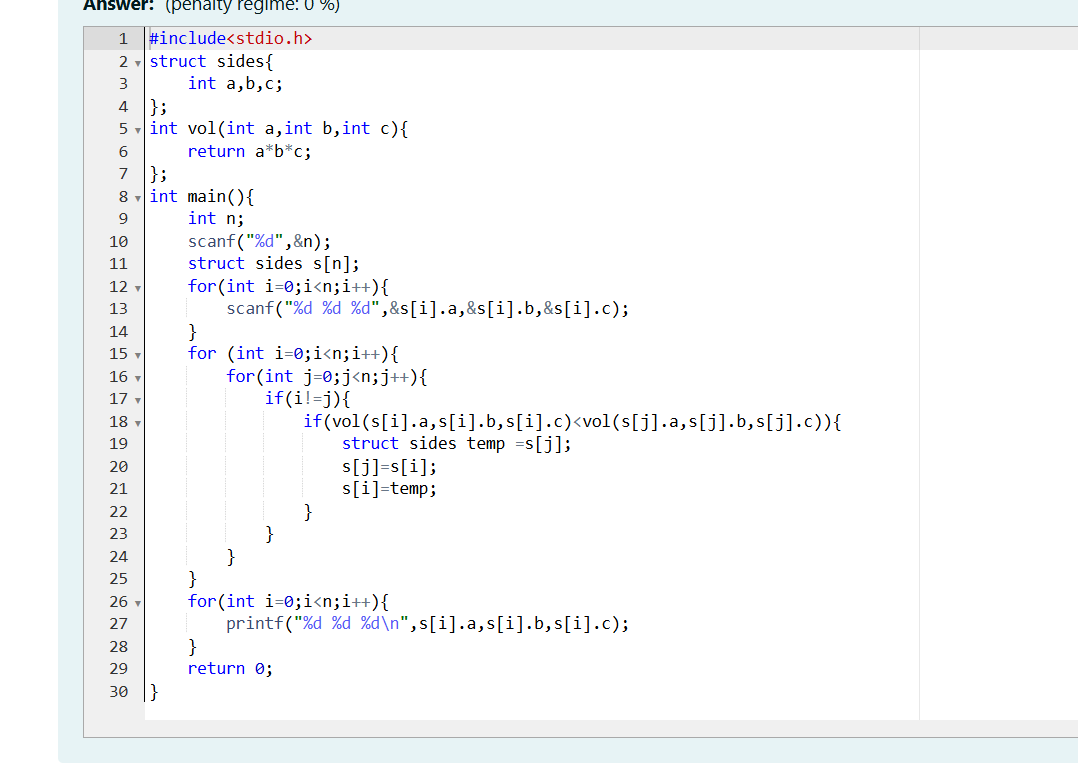 Answer: (penalty regime: 0 %)
1 #include<stdio.h>
2 struct sides{
3     int a,b,c;
4 };
5 int vol(int a,int b,int c){
6     return a*b*c;
7 };
8 int main(){
9     int n;
10     scanf("%d",&n);
11     struct sides s[n];
12     for(int i=0;i<n;i++){
13         scanf("%d %d %d",&s[i].a,&s[i].b,&s[i].c);
14     }
15     for (int i=0;i<n;i++){
16         for(int j=0;j<n;j++){
17             if(i!=j){
18                 if(vol(s[i].a,s[i].b,s[i].c)<vol(s[j].a,s[j].b,s[j].c)){
19                     struct sides temp =s[j];
20                     s[j]=s[i];
21                     s[i]=temp;
22                 }
23             }
24         }
25     }
26     for(int i=0;i<n;i++){
27         printf("%d %d %d\n",s[i].a,s[i].b,s[i].c);
28     }
29     return 0;
30 }